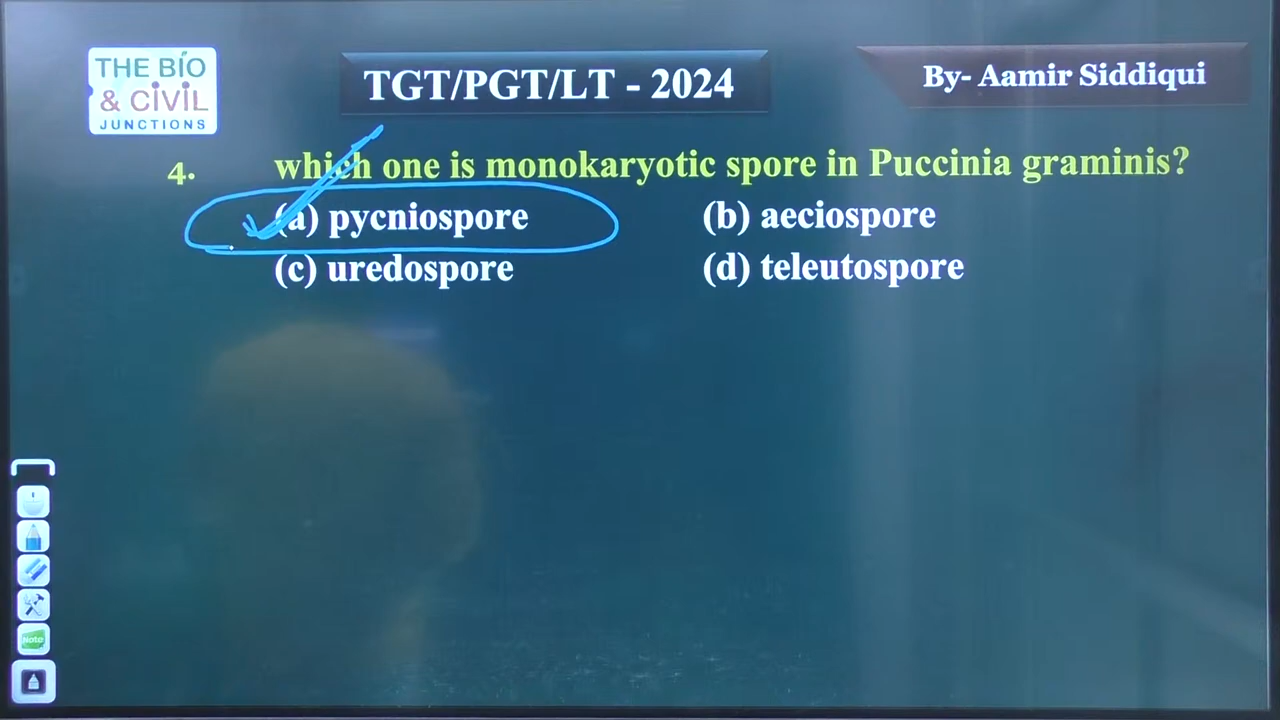 THE BIO
& CIVIL
JUNCTIONS
TGT/PGT/LT - 2024
By- Aamir Siddiqui
4. which one is monokaryotic spore in Puccinia graminis?
(a) pycniospore (b) aeciospore
(c) uredospore (d) teleutospore
Note